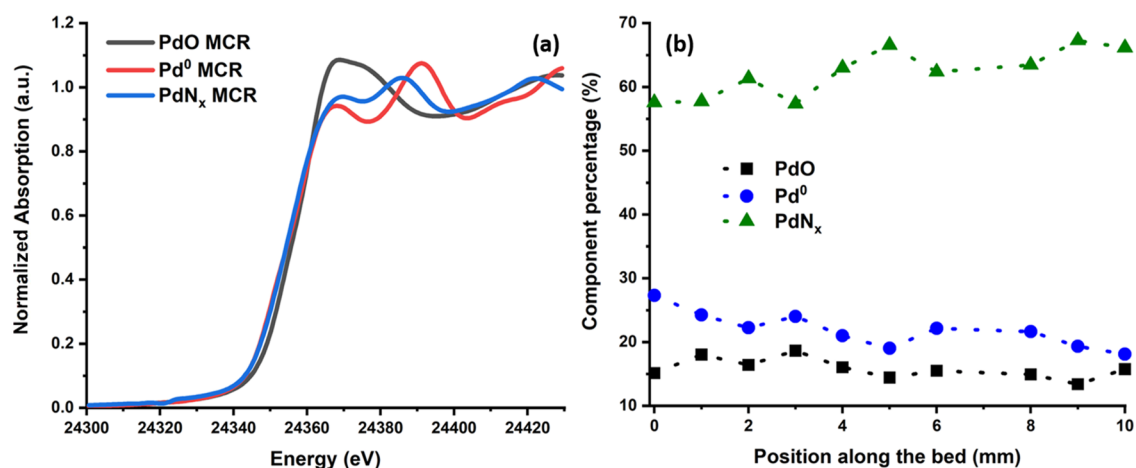 (a)
PdO MCR
Pd⁰ MCR
PdNₓ MCR
1.2
1.0
0.8
0.6
0.4
0.2
0.0
Normalized Absorption (a.u.)
24300 24320 24340 24360 24380 24400 24420
Energy (eV)
(b)
70
60
50
40
30
20
10
Component percentage (%)
PdO
Pd⁰
PdNₓ
0 2 4 6 8 10
Position along the bed (mm)